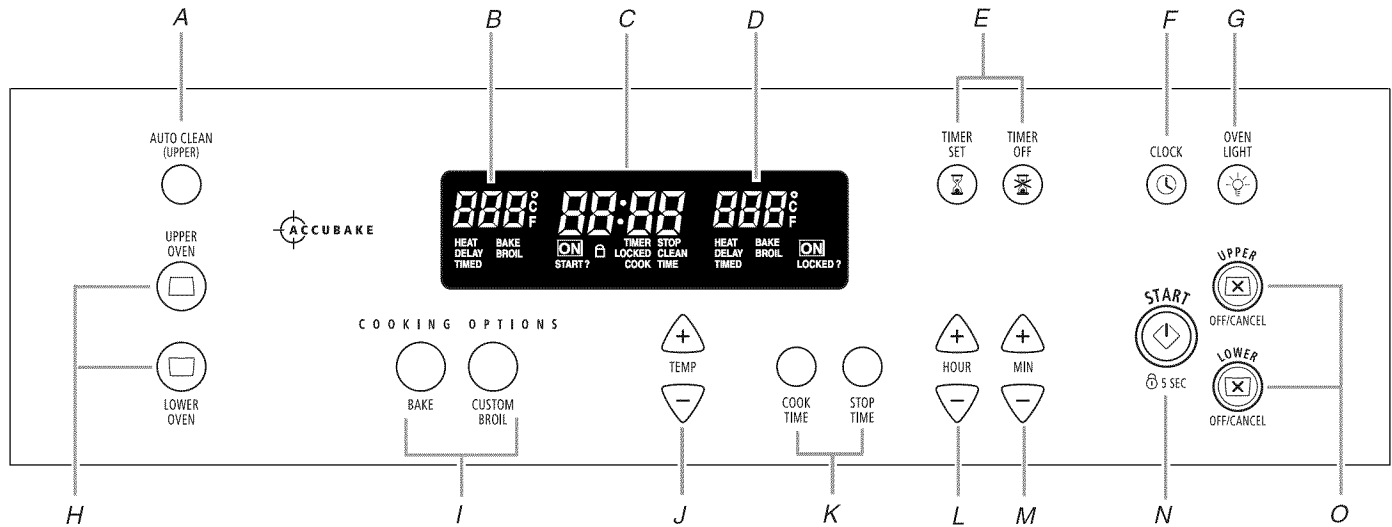 A B C D E F G
AUTO CLEAN
(UPPER)
TIMER
SET
TIMER
OFF
CLOCK
OVEN
LIGHT
ACCUBAKE
UPPER
OVEN
888°CF 88:88 888°CF
HEAT BAKE ON TIMER STOP HEAT BAKE ON
DELAY BROIL LOCKED CLEAN DELAY BROIL
TIMED START? COOK TIME TIMED LOCKED?
UPPER
OFF/CANCEL
START
5 SEC
LOWER
OFF/CANCEL
COOKING OPTIONS
LOWER
OVEN
BAKE
CUSTOM
BROIL
TEMP
COOK
TIME
STOP
TIME
HOUR
MIN
H I J K L M N O